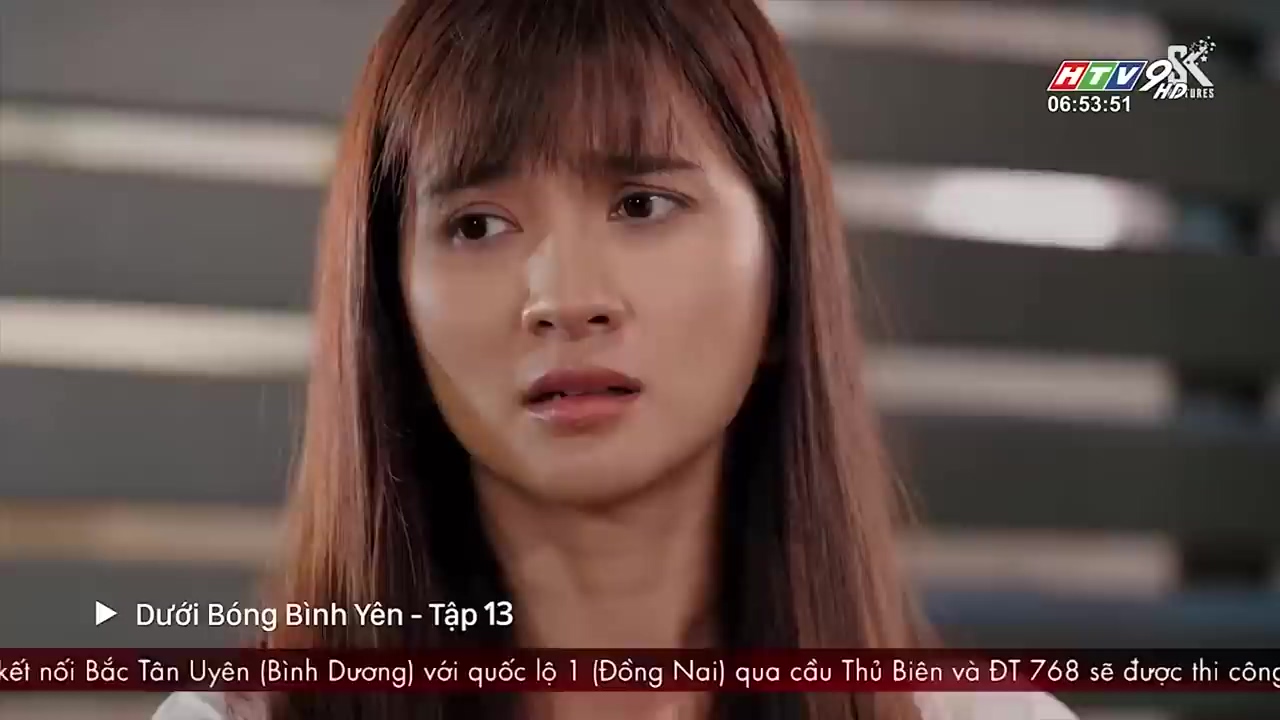 HTV9 HD
SK
06:53:51
Dưới Bóng Bình Yên - Tập 13
kết nối Bắc Tân Uyên (Bình Dương) với quốc lộ 1 (Đồng Nai) qua cầu Thủ Biên và ĐT 768 sẽ được thi công